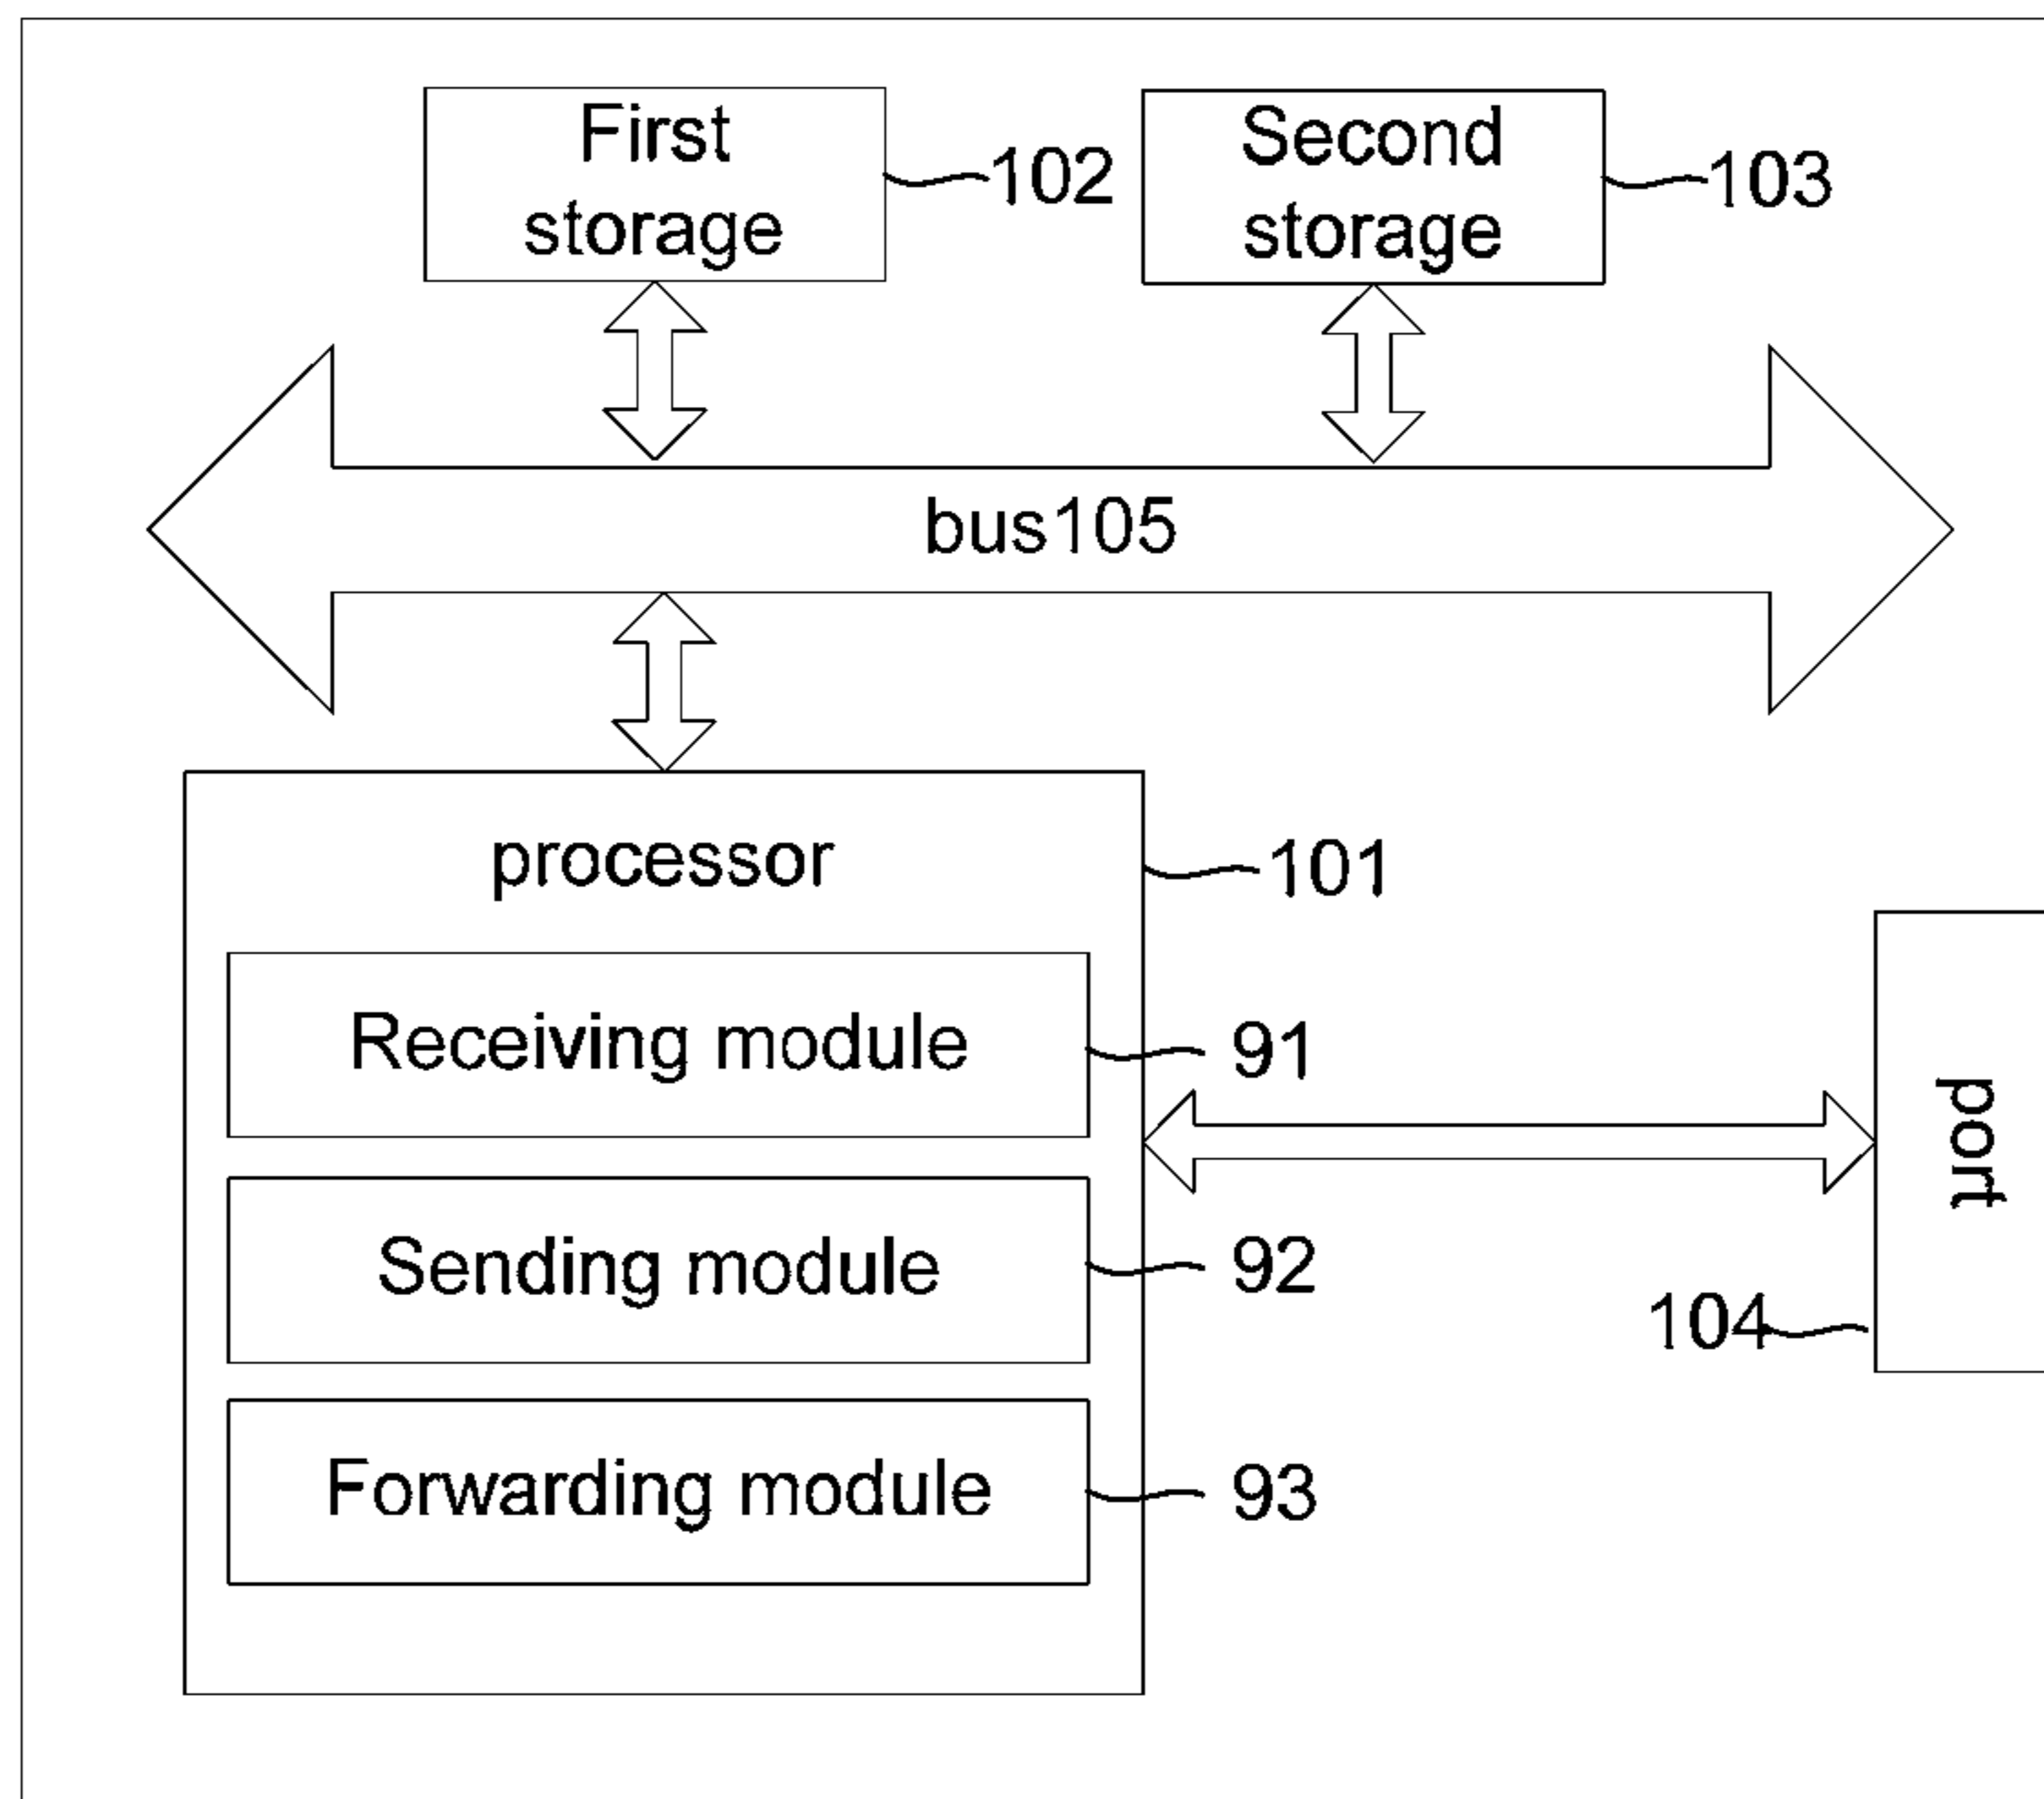 First
storage
102
Second
storage
103
bus105
processor
101
Receiving module
91
Sending module
92
Forwarding module
93
port
104